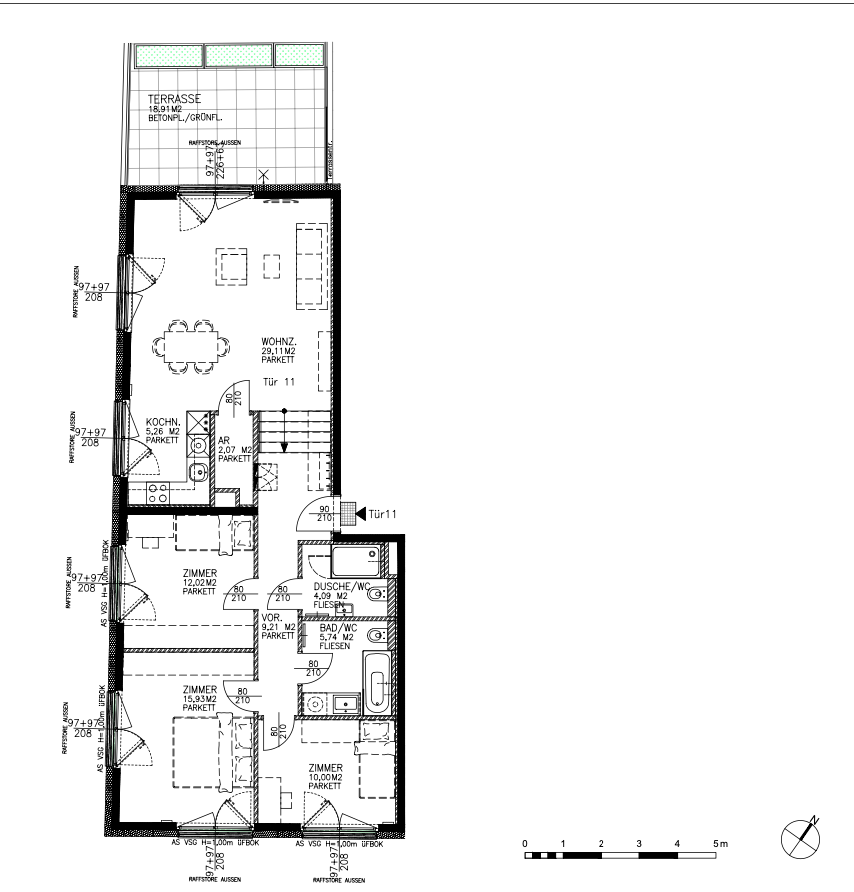 TERRASSE
18,91M2
BETONPL./GRÜNFL.
RAFFSTORE AUSSEN
97+97
226+63
Terrassentr.
RAFFSTORE AUSSEN
97+97
208
WOHNZ.
29,11M2
PARKETT
Tür 11
80
210
RAFFSTORE AUSSEN
97+97
208
KOCHN.
5,26 M2
PARKETT
AR
2,07 M2
PARKETT
90
210
Tür11
RAFFSTORE AUSSEN
97+97
208
AS VSG H=1,00m üFBOK
ZIMMER
12,02M2
PARKETT
80
210
80
210
DUSCHE/WC
4,09 M2
FLIESEN
VOR.
9,21 M2
PARKETT
BAD/WC
5,74 M2
FLIESEN
80
210
RAFFSTORE AUSSEN
97+97
208
AS VSG H=1,00m üFBOK
ZIMMER
15,93M2
PARKETT
80
210
80
210
ZIMMER
10,00M2
PARKETT
AS VSG H=1,00m üFBOK
97+97
208
RAFFSTORE AUSSEN
AS VSG H=1,00m üFBOK
97+97
208
RAFFSTORE AUSSEN
0 1 2 3 4 5 m
N